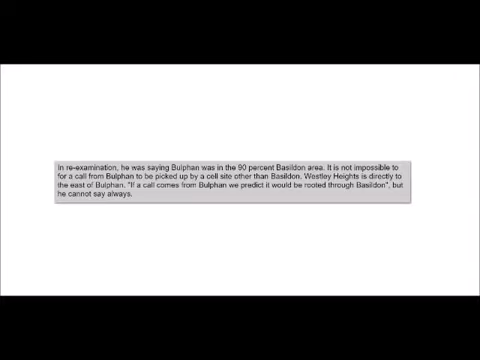 In re-examination, he was saying Bulphan was in the 90 percent Basildon area. It is not impossible to
for a call from Bulphan to be picked up by a cell site other than Basildon. Westley Heights is directly to
the east of Bulphan. "If a call comes from Bulphan we predict it would be rooted through Basildon", but
he cannot say always.